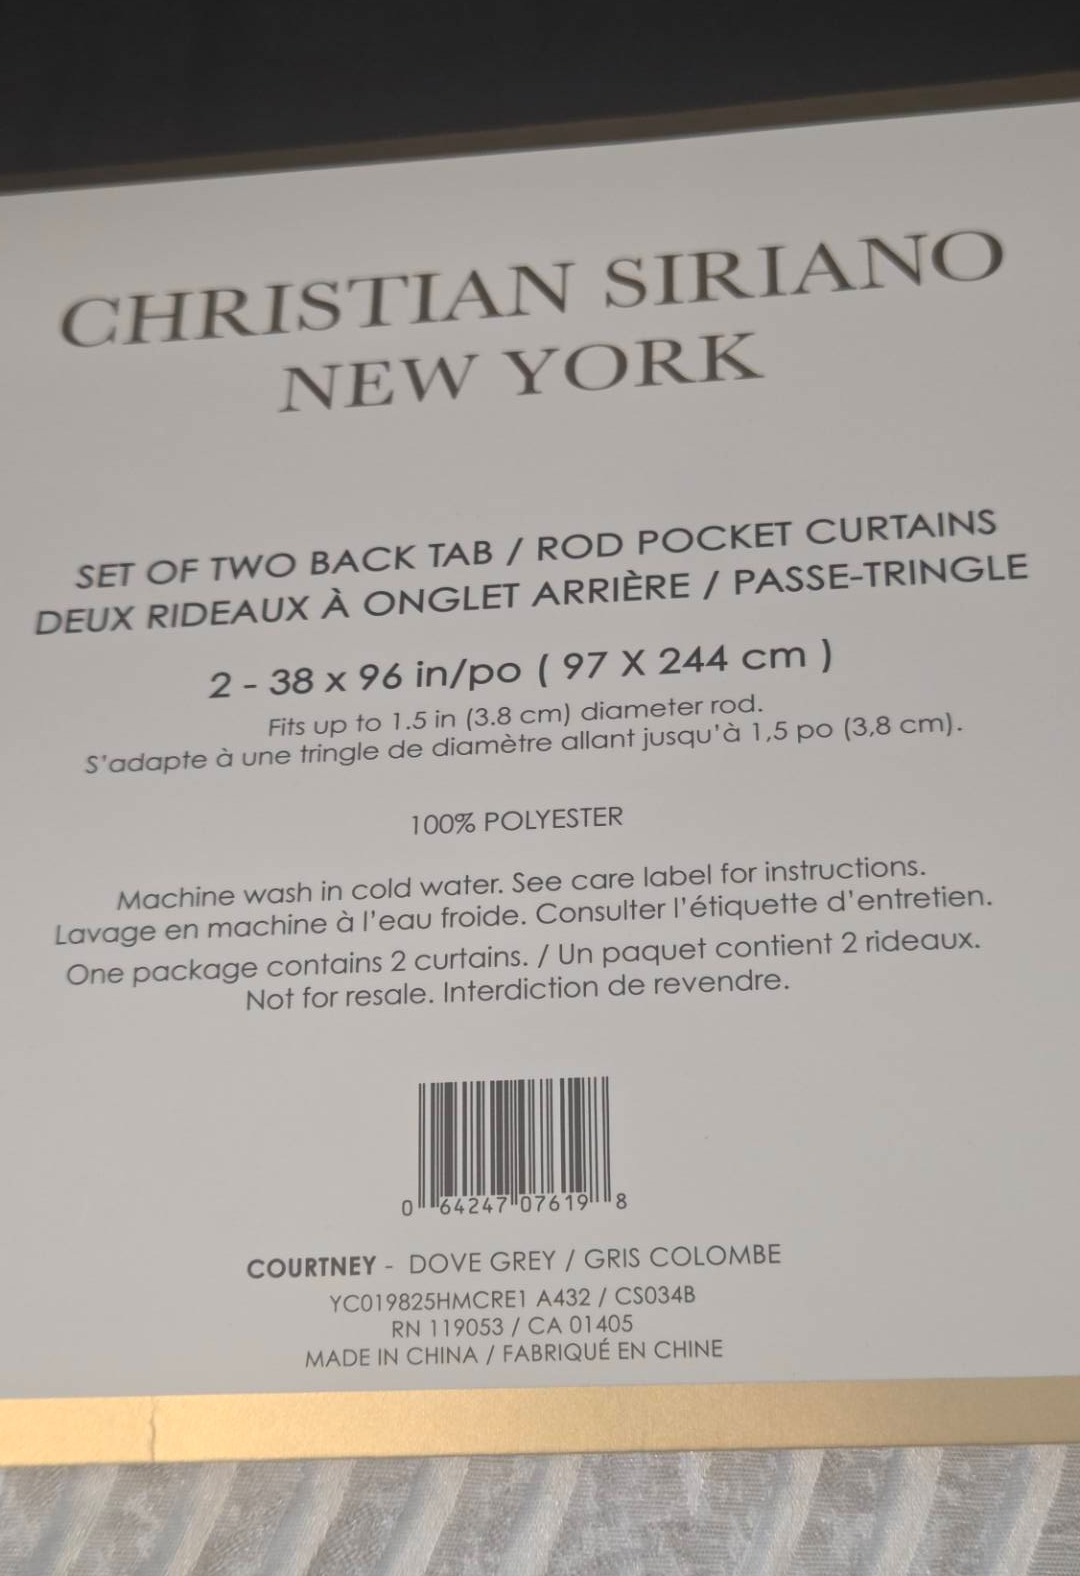 CHRISTIAN SIRIANO
NEW YORK
SET OF TWO BACK TAB / ROD POCKET CURTAINS
DEUX RIDEAUX À ONGLET ARRIÈRE / PASSE-TRINGLE
2 - 38 x 96 in/po ( 97 X 244 cm )
Fits up to 1.5 in (3.8 cm) diameter rod.
S'adapte à une tringle de diamètre allant jusqu'à 1,5 po (3,8 cm).
100% POLYESTER
Machine wash in cold water. See care label for instructions.
Lavage en machine à l'eau froide. Consulter l'étiquette d'entretien.
One package contains 2 curtains. / Un paquet contient 2 rideaux.
Not for resale. Interdiction de revendre.
0 64247 07619 8
COURTNEY - DOVE GREY / GRIS COLOMBE
YC019825HMCRE1 A432 / CS034B
RN 119053 / CA 01405
MADE IN CHINA / FABRIQUÉ EN CHINE